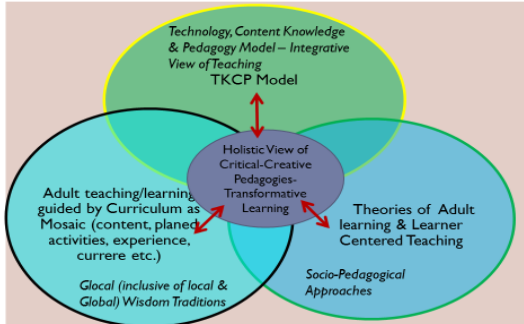 Technology, Content Knowledge
& Pedagogy Model – Integrative
View of Teaching
TKCP Model
Holistic View of
Critical-Creative
Pedagogies-
Transformative
Learning
Adult teaching/learning
guided by Curriculum as
Mosaic (content, planed
activities, experience,
currere etc.)
Glocal (inclusive of local &
Global) Wisdom Traditions
Theories of Adult
learning & Learner
Centered Teaching
Socio-Pedagogical
Approaches